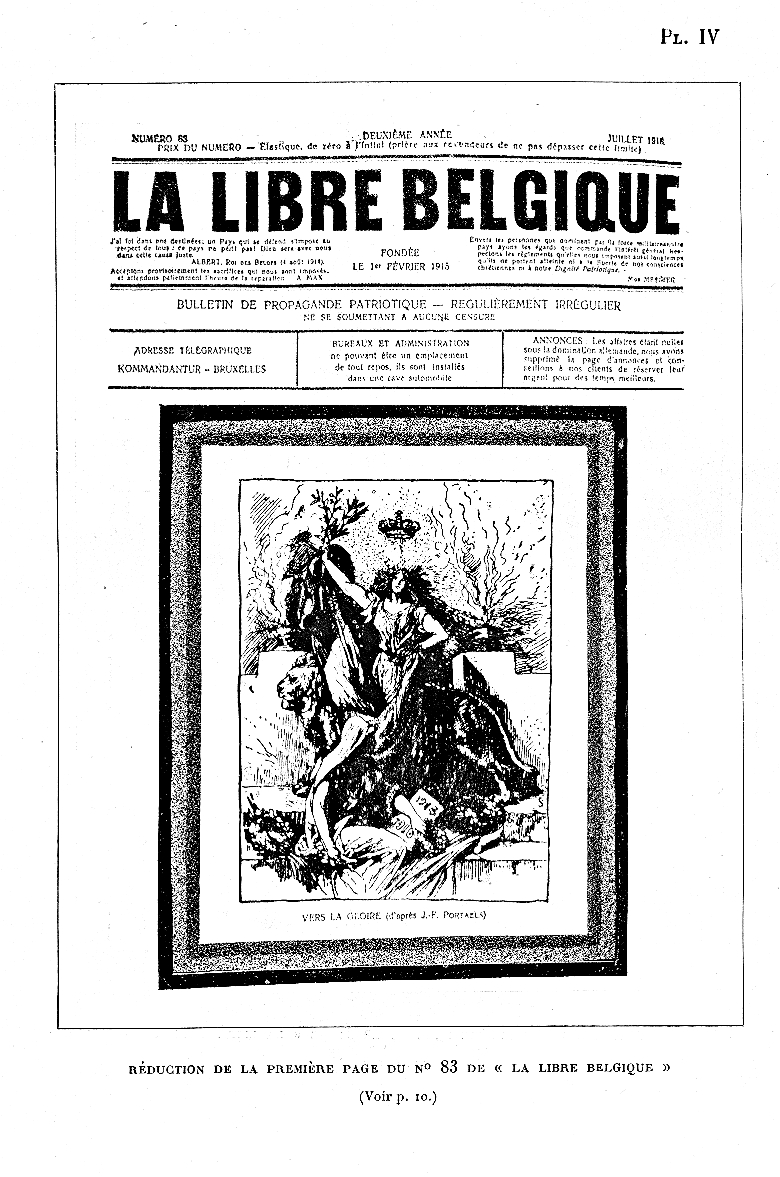 PL. IV
NUMÉRO 83
DEUXIÈME ANNÉE
JUILLET 1916
PRIX DU NUMERO — Élastique, de zéro à l'infini (prière aux revendeurs de ne pas dépasser cette limite)
LA LIBRE BELGIQUE
J'ai foi dans nos destinées; un Pays qui se défend s'impose au
respect de tous; ce pays ne périt pas! Dieu sera avec nous
dans cette cause juste.
ALBERT, ROI DES BELGES (4 août 1914).
Acceptons provisoirement les sacrifices qui nous sont imposés,
et attendons patiemment l'heure de la réparation. A. MAX
FONDÉE
LE 1er FÉVRIER 1915
Envers les personnes qui dominent par la force militaire notre
pays, ayons les égards que commande l'intérêt général. Res-
pectons les règlements qu'elles nous imposent aussi longtemps
qu'ils ne portent atteinte ni à la liberté de nos consciences
chrétiennes ni à notre Dignité Patriotique.
Mgr MERCIER
BULLETIN DE PROPAGANDE PATRIOTIQUE — RÉGULIÈREMENT IRRÉGULIER
NE SE SOUMETTANT A AUCUNE CENSURE
ADRESSE TÉLÉGRAPHIQUE
KOMMANDANTUR - BRUXELLES
BUREAUX ET ADMINISTRATION
ne pouvant être un emplacement
de tout repos, ils sont installés
dans une cave automobile
ANNONCES : Les affaires étant nulles
sous la domination allemande, nous avons
supprimé la page d'annonces et con-
seillons à nos clients de réserver leur
argent pour des temps meilleurs.
VERS LA GLOIRE (d'après J.-F. PORTAELS)
RÉDUCTION DE LA PREMIÈRE PAGE DU Nº 83 DE « LA LIBRE BELGIQUE »
(Voir p. 10.)